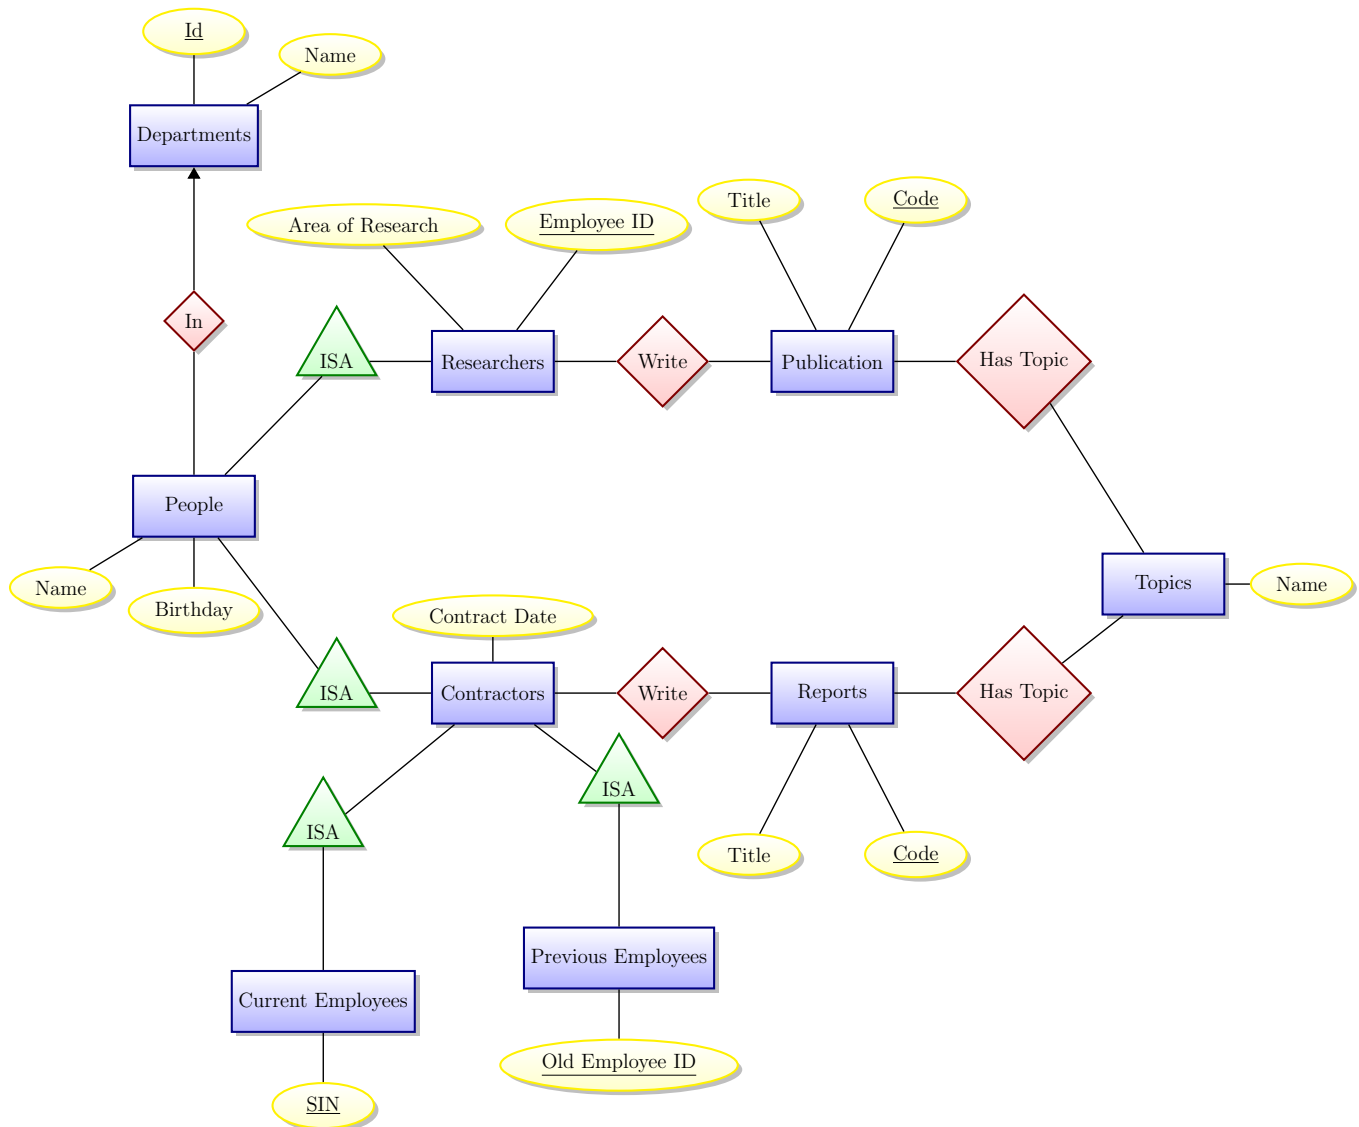 Id
Name
Departments
Title
Code
Area of Research
Employee ID
In
ISA
Researchers
Write
Publication
Has Topic
People
Name
Birthday
Topics
Name
Contract Date
ISA
Contractors
Write
Reports
Has Topic
ISA
ISA
Title
Code
Previous Employees
Current Employees
Old Employee ID
SIN